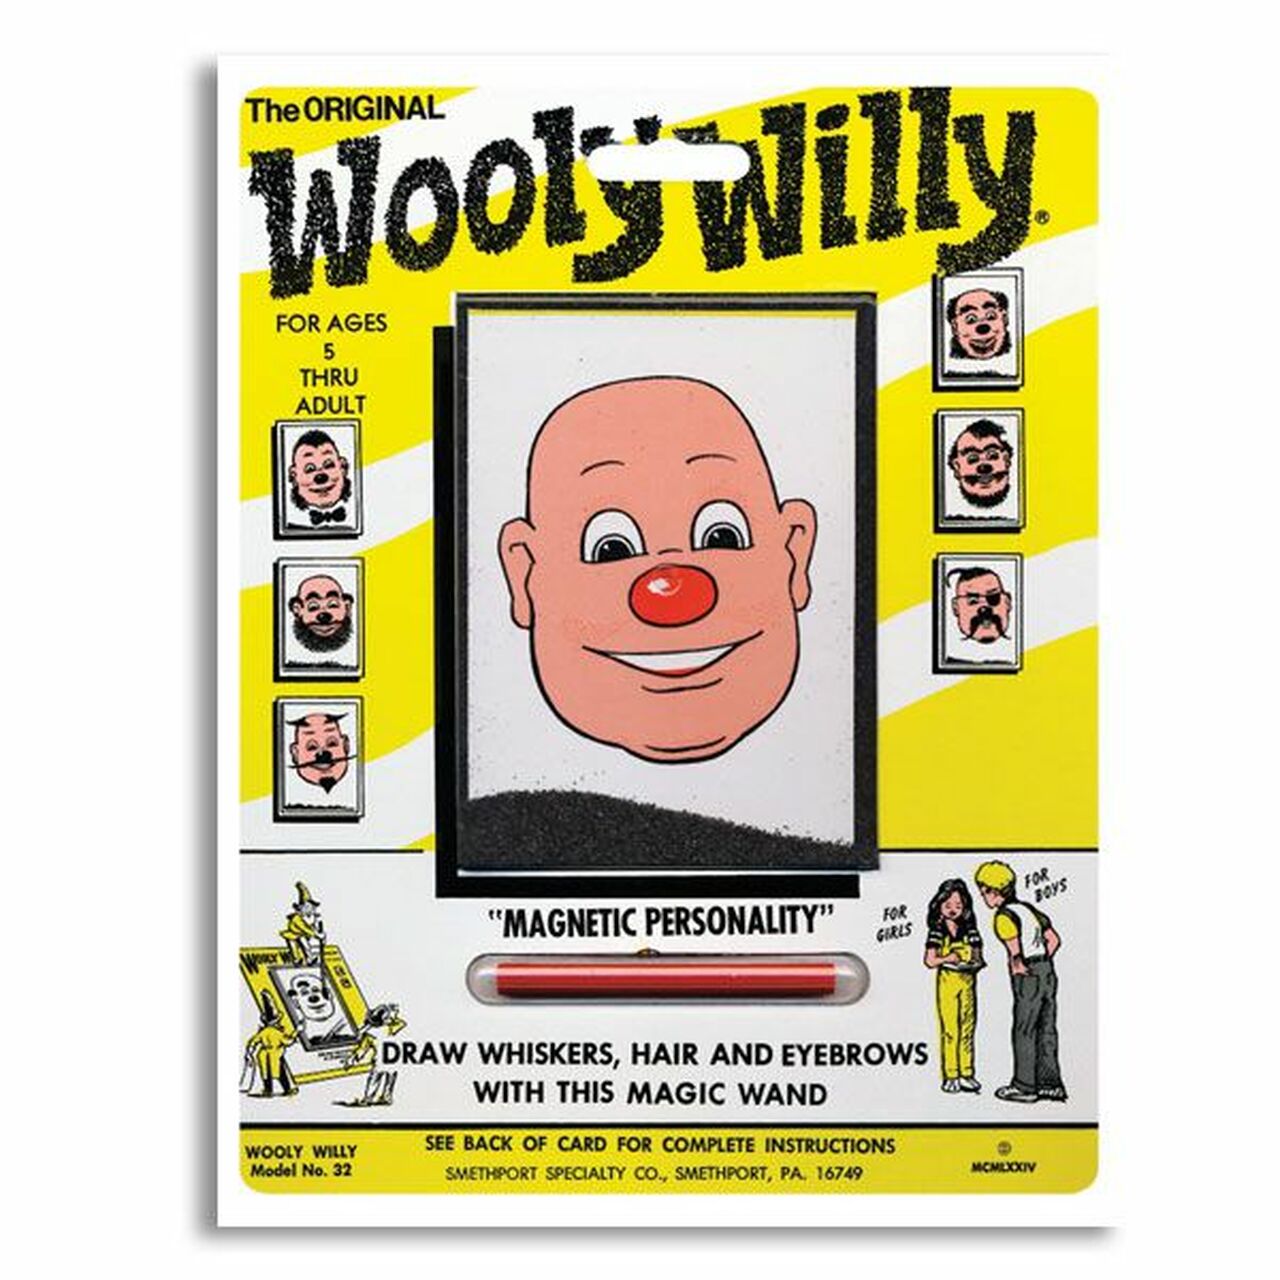 The ORIGINAL
Wooly Willy®
FOR AGES
5
THRU
ADULT
"MAGNETIC PERSONALITY"
FOR
GIRLS
FOR
BOYS
WOOLY W
DRAW WHISKERS, HAIR AND EYEBROWS
WITH THIS MAGIC WAND
WOOLY WILLY
Model No. 32
SEE BACK OF CARD FOR COMPLETE INSTRUCTIONS
SMETHPORT SPECIALTY CO., SMETHPORT, PA. 16749
©
MCMLXXIV